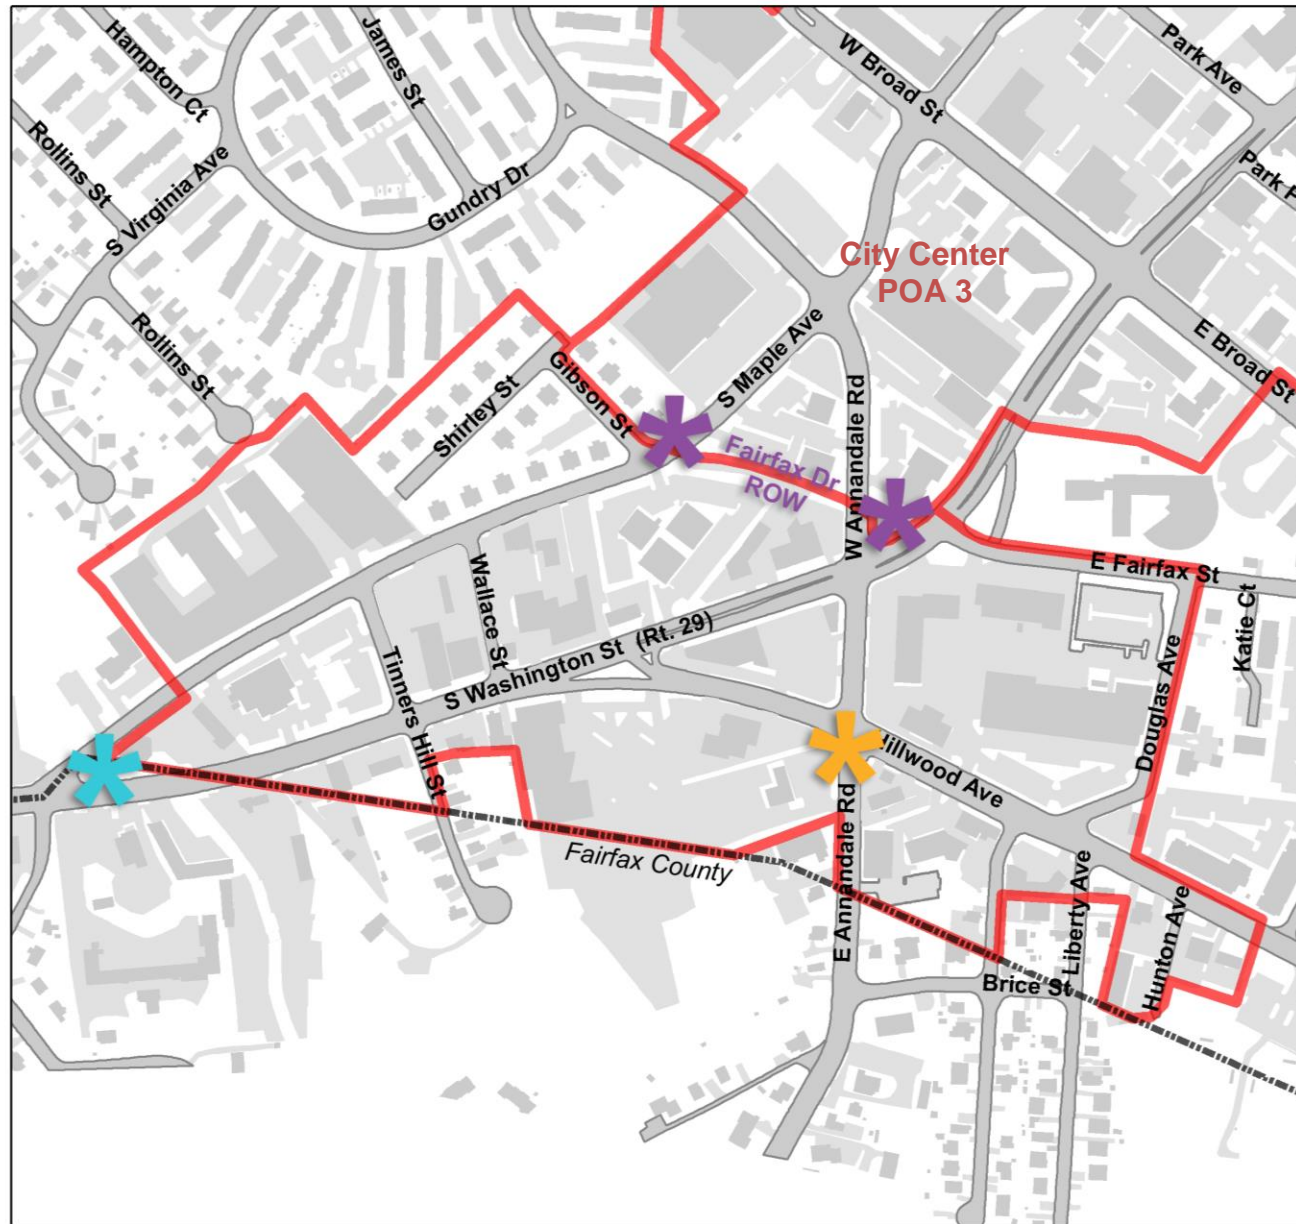 Hampton Ct
James St
W Broad St
Park Ave
Rollins St
S Virginia Ave
Gundry Dr
Park P
City Center
POA 3
Rollins St
Gibson St
Shirley St
S Maple Ave
W Annandale Rd
E Broad St
Fairfax Dr
ROW
E Fairfax St
Katie Ct
Wallace St
S Washington St (Rt. 29)
Tinners Hill St
Douglas Ave
Hillwood Ave
Fairfax County
E Annandale Rd
Liberty Ave
Hunton Ave
Brice St